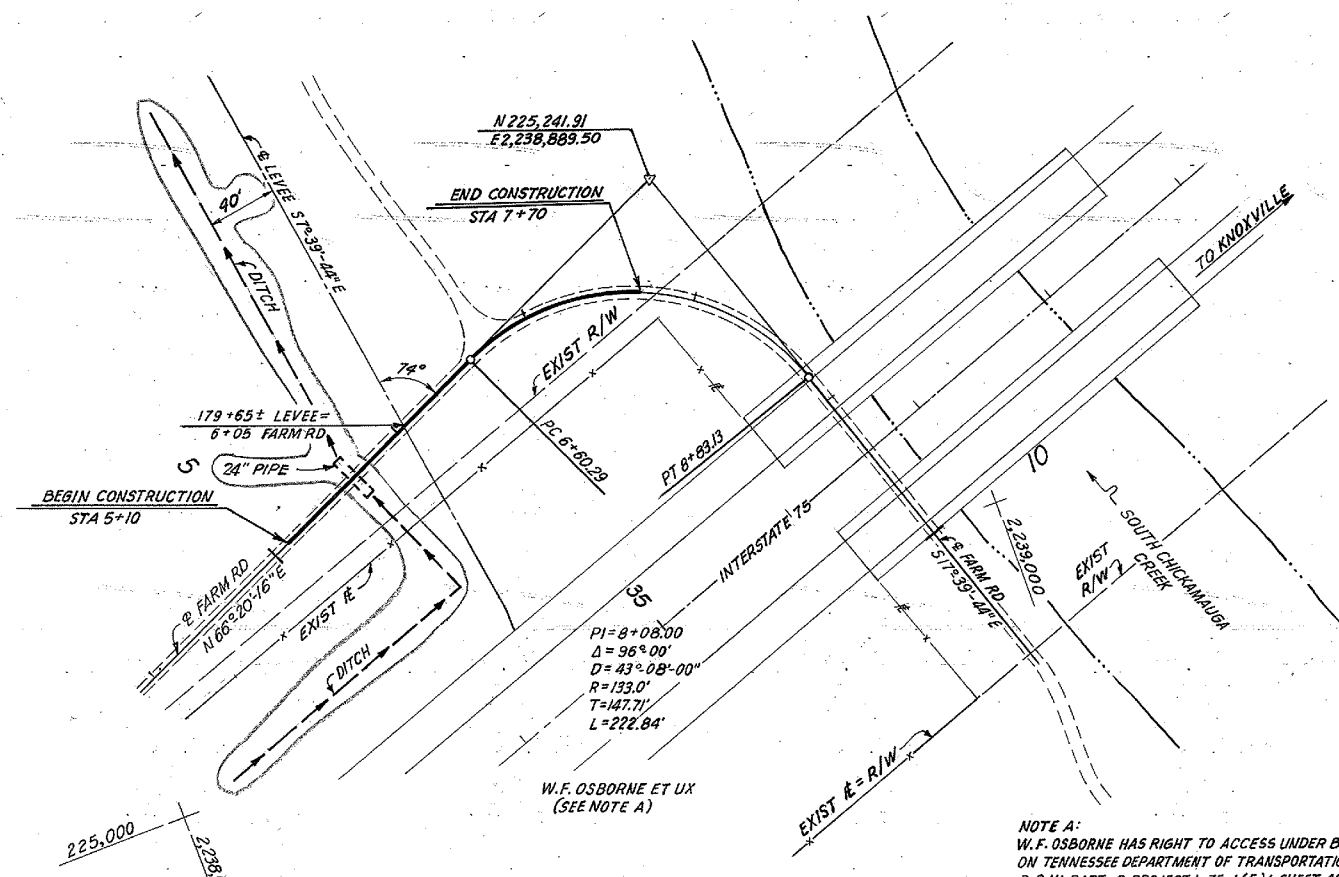 N 225,241.91
E 2,238,889.50
END CONSTRUCTION
STA 7+70
TO KNOXVILLE
℄ LEVEE S7°-39'-44" E
40'
DITCH
EXIST R/W
74°
179+65± LEVEE=
6+05 FARM RD
5
24" PIPE
PC 6+60.29
PT 8+83.13
BEGIN CONSTRUCTION
STA 5+10
10
INTERSTATE 75
SOUTH CHICKAMAUGA
CREEK
2,239,000
EXIST
R/W
℄ FARM RD
S17°-39'-44" E
℄ FARM RD
N 66°-20'-16" E
EXIST
35
DITCH
PI=8+08.00
Δ=96°00'
D=43°-08'-00"
R=133.0'
T=147.71'
L=222.84'
W.F. OSBORNE ET UX
(SEE NOTE A)
EXIST = R/W
225,000
2,238,
NOTE A:
W.F. OSBORNE HAS RIGHT TO ACCESS UNDER B
ON TENNESSEE DEPARTMENT OF TRANSPORTATI